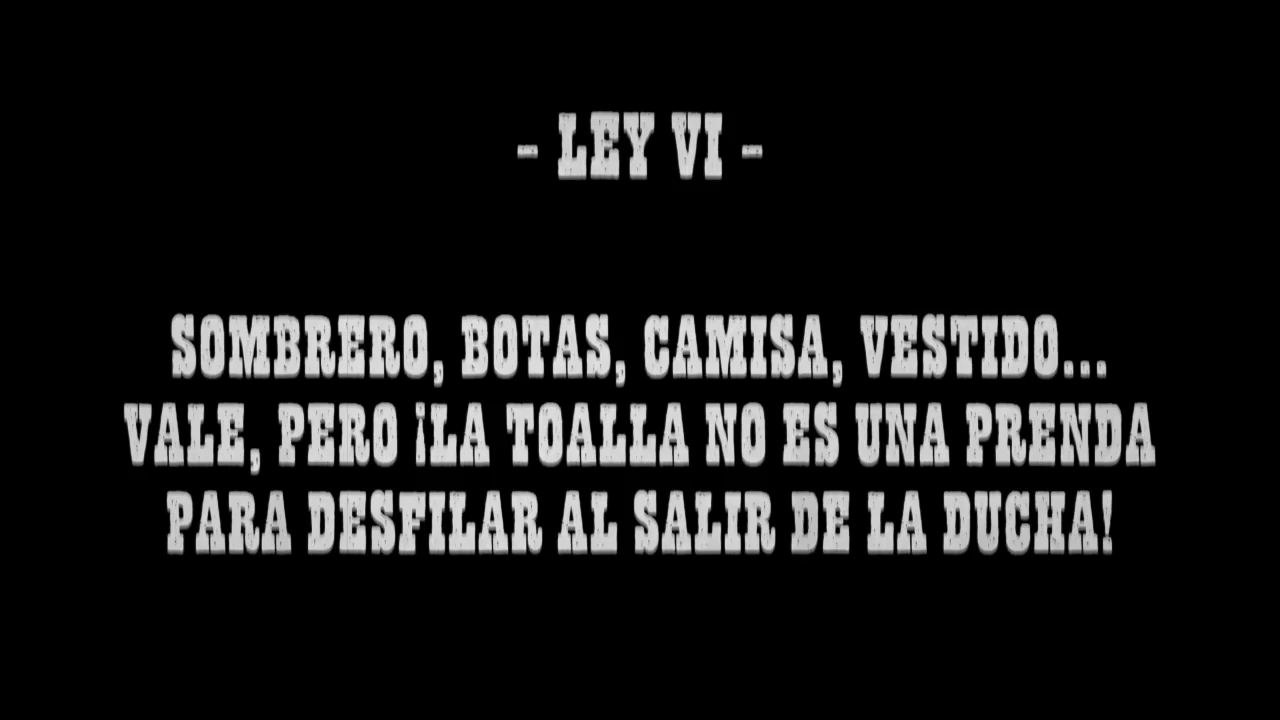 - LEY VI -
SOMBRERO, BOTAS, CAMISA, VESTIDO...
VALE, PERO ¡LA TOALLA NO ES UNA PRENDA
PARA DESFILAR AL SALIR DE LA DUCHA!